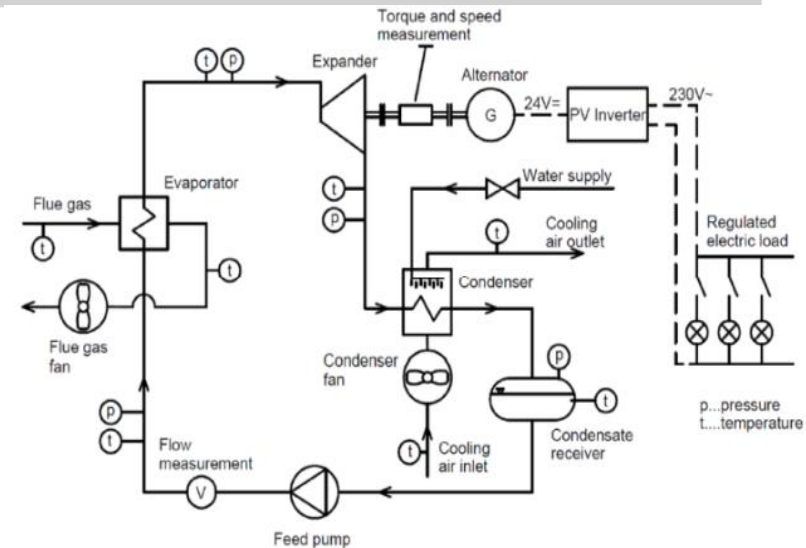 Torque and speed
measurement
t
p
Expander
Alternator
G
24V=
PV Inverter
230V~
Evaporator
Flue gas
t
t
t
p
Water supply
t
Cooling
air outlet
Regulated
electric load
Condenser
Flue gas
fan
Condenser
fan
p
t
p
t
Condensate
receiver
p...pressure
t....temperature
Flow
measurement
V
t
Cooling
air inlet
Feed pump